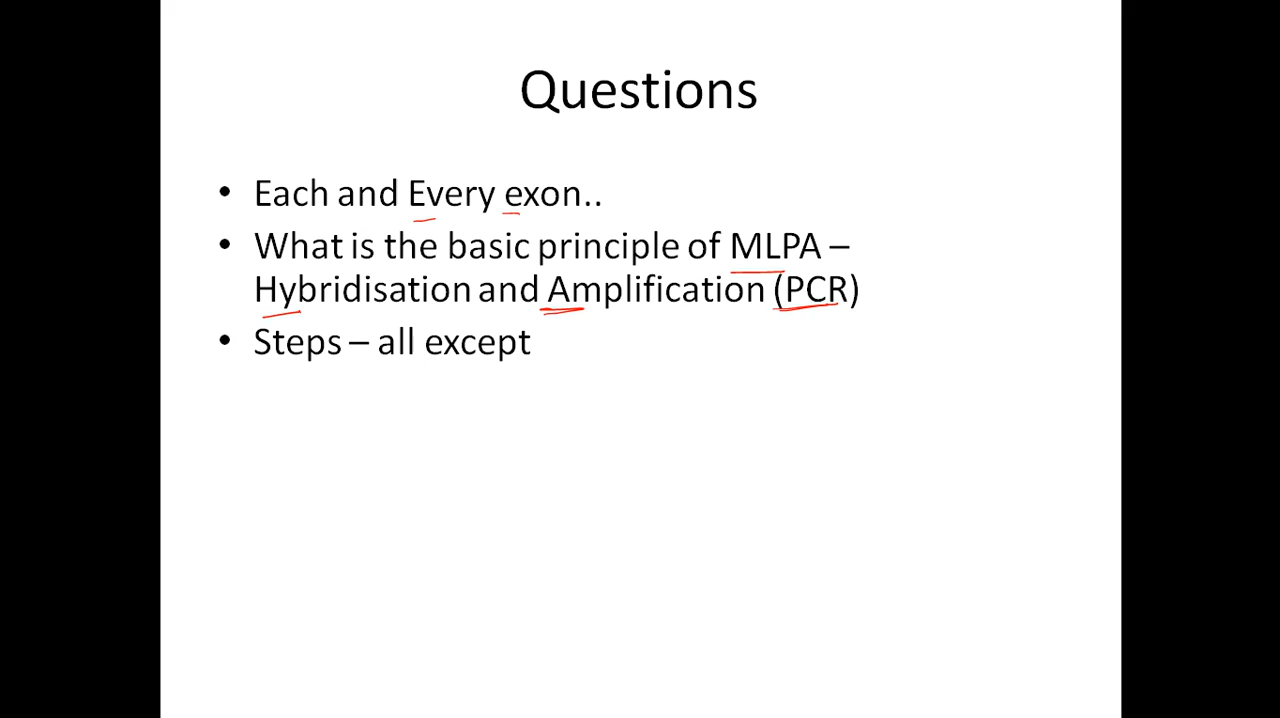 Questions
• Each and Every exon..
• What is the basic principle of MLPA –
Hybridisation and Amplification (PCR)
• Steps – all except